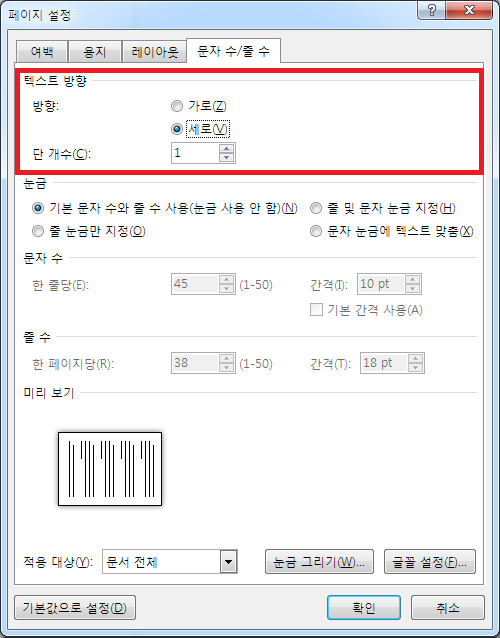 페이지 설정
여백 용지 레이아웃 문자 수/줄 수
텍스트 방향
방향: 가로(Z)
세로(V)
단 개수(C): 1
눈금
기본 문자 수와 줄 수 사용(눈금 사용 안 함)(N) 줄 및 문자 눈금 지정(H)
줄 눈금만 지정(O) 문자 눈금에 텍스트 맞춤(X)
문자 수
한 줄당(E): 45 (1-50) 간격(I): 10 pt
기본 간격 사용(A)
줄 수
한 페이지당(R): 38 (1-50) 간격(T): 18 pt
미리 보기
적용 대상(Y): 문서 전체 눈금 그리기(W)... 글꼴 설정(F)...
기본값으로 설정(D) 확인 취소